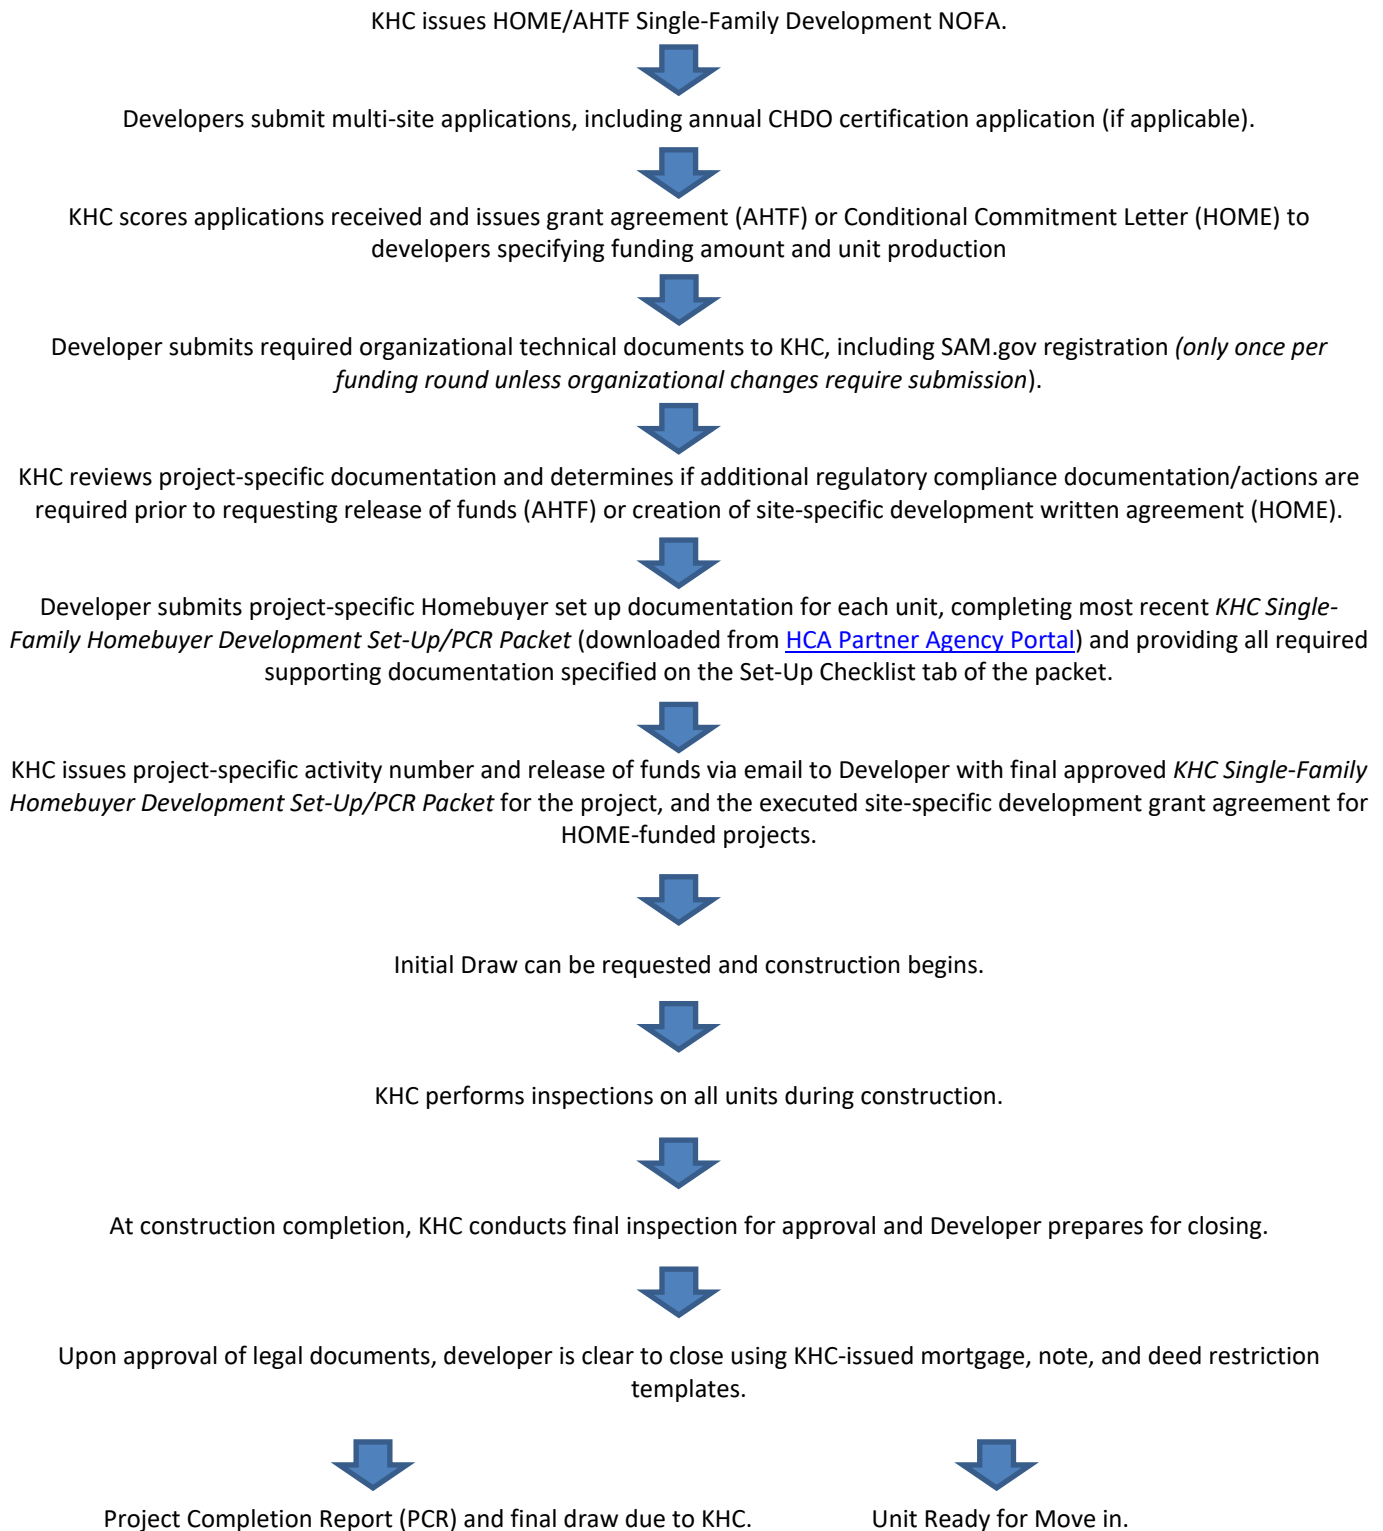 KHC issues HOME/AHTF Single-Family Development NOFA.
Developers submit multi-site applications, including annual CHDO certification application (if applicable).
KHC scores applications received and issues grant agreement (AHTF) or Conditional Commitment Letter (HOME) to
developers specifying funding amount and unit production
Developer submits required organizational technical documents to KHC, including SAM.gov registration (only once per
funding round unless organizational changes require submission).
KHC reviews project-specific documentation and determines if additional regulatory compliance documentation/actions are
required prior to requesting release of funds (AHTF) or creation of site-specific development written agreement (HOME).
Developer submits project-specific Homebuyer set up documentation for each unit, completing most recent KHC Single-
Family Homebuyer Development Set-Up/PCR Packet (downloaded from HCA Partner Agency Portal) and providing all required
supporting documentation specified on the Set-Up Checklist tab of the packet.
KHC issues project-specific activity number and release of funds via email to Developer with final approved KHC Single-Family
Homebuyer Development Set-Up/PCR Packet for the project, and the executed site-specific development grant agreement for
HOME-funded projects.
Initial Draw can be requested and construction begins.
KHC performs inspections on all units during construction.
At construction completion, KHC conducts final inspection for approval and Developer prepares for closing.
Upon approval of legal documents, developer is clear to close using KHC-issued mortgage, note, and deed restriction
templates.
Project Completion Report (PCR) and final draw due to KHC.
Unit Ready for Move in.